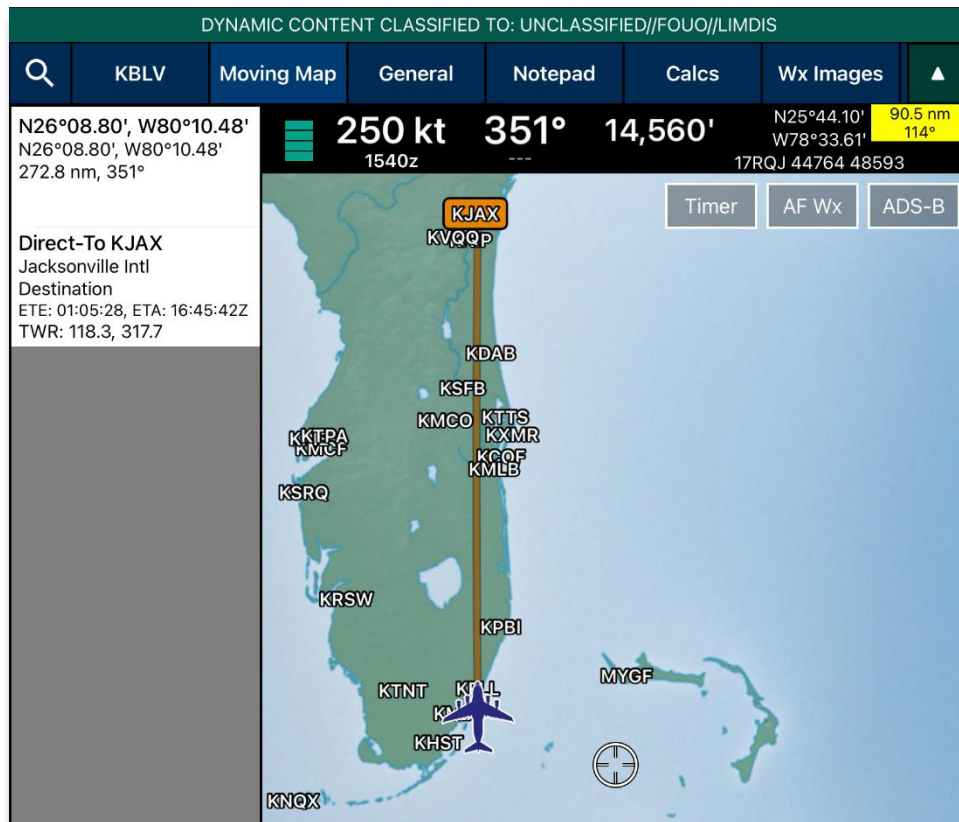 DYNAMIC CONTENT CLASSIFIED TO: UNCLASSIFIED//FOUO//LIMDIS
KBLV Moving Map General Notepad Calcs Wx Images
N26°08.80', W80°10.48'
N26°08.80', W80°10.48'
272.8 nm, 351°
Direct-To KJAX
Jacksonville Intl
Destination
ETE: 01:05:28, ETA: 16:45:42Z
TWR: 118.3, 317.7
250 kt 351° 14,560'
1540z ---
N25°44.10'
W78°33.61'
90.5 nm
114°
17RQJ 44764 48593
Timer AF Wx ADS-B
KJAX
KVQQ
KDAB
KSFB
KMCO KTTS
KXMR
KTPA
KMCF
KCOF
KMLB
KSRQ
KRSW
KPBI
MYGF
KTNT
KHST
KNQX